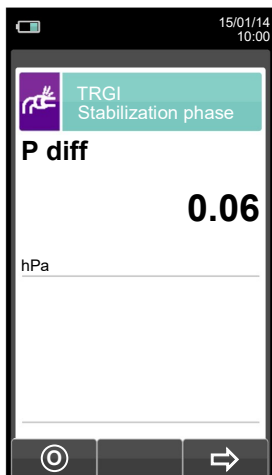 15/01/14
10:00
TRGI
Stabilization phase
P diff
0.06
hPa